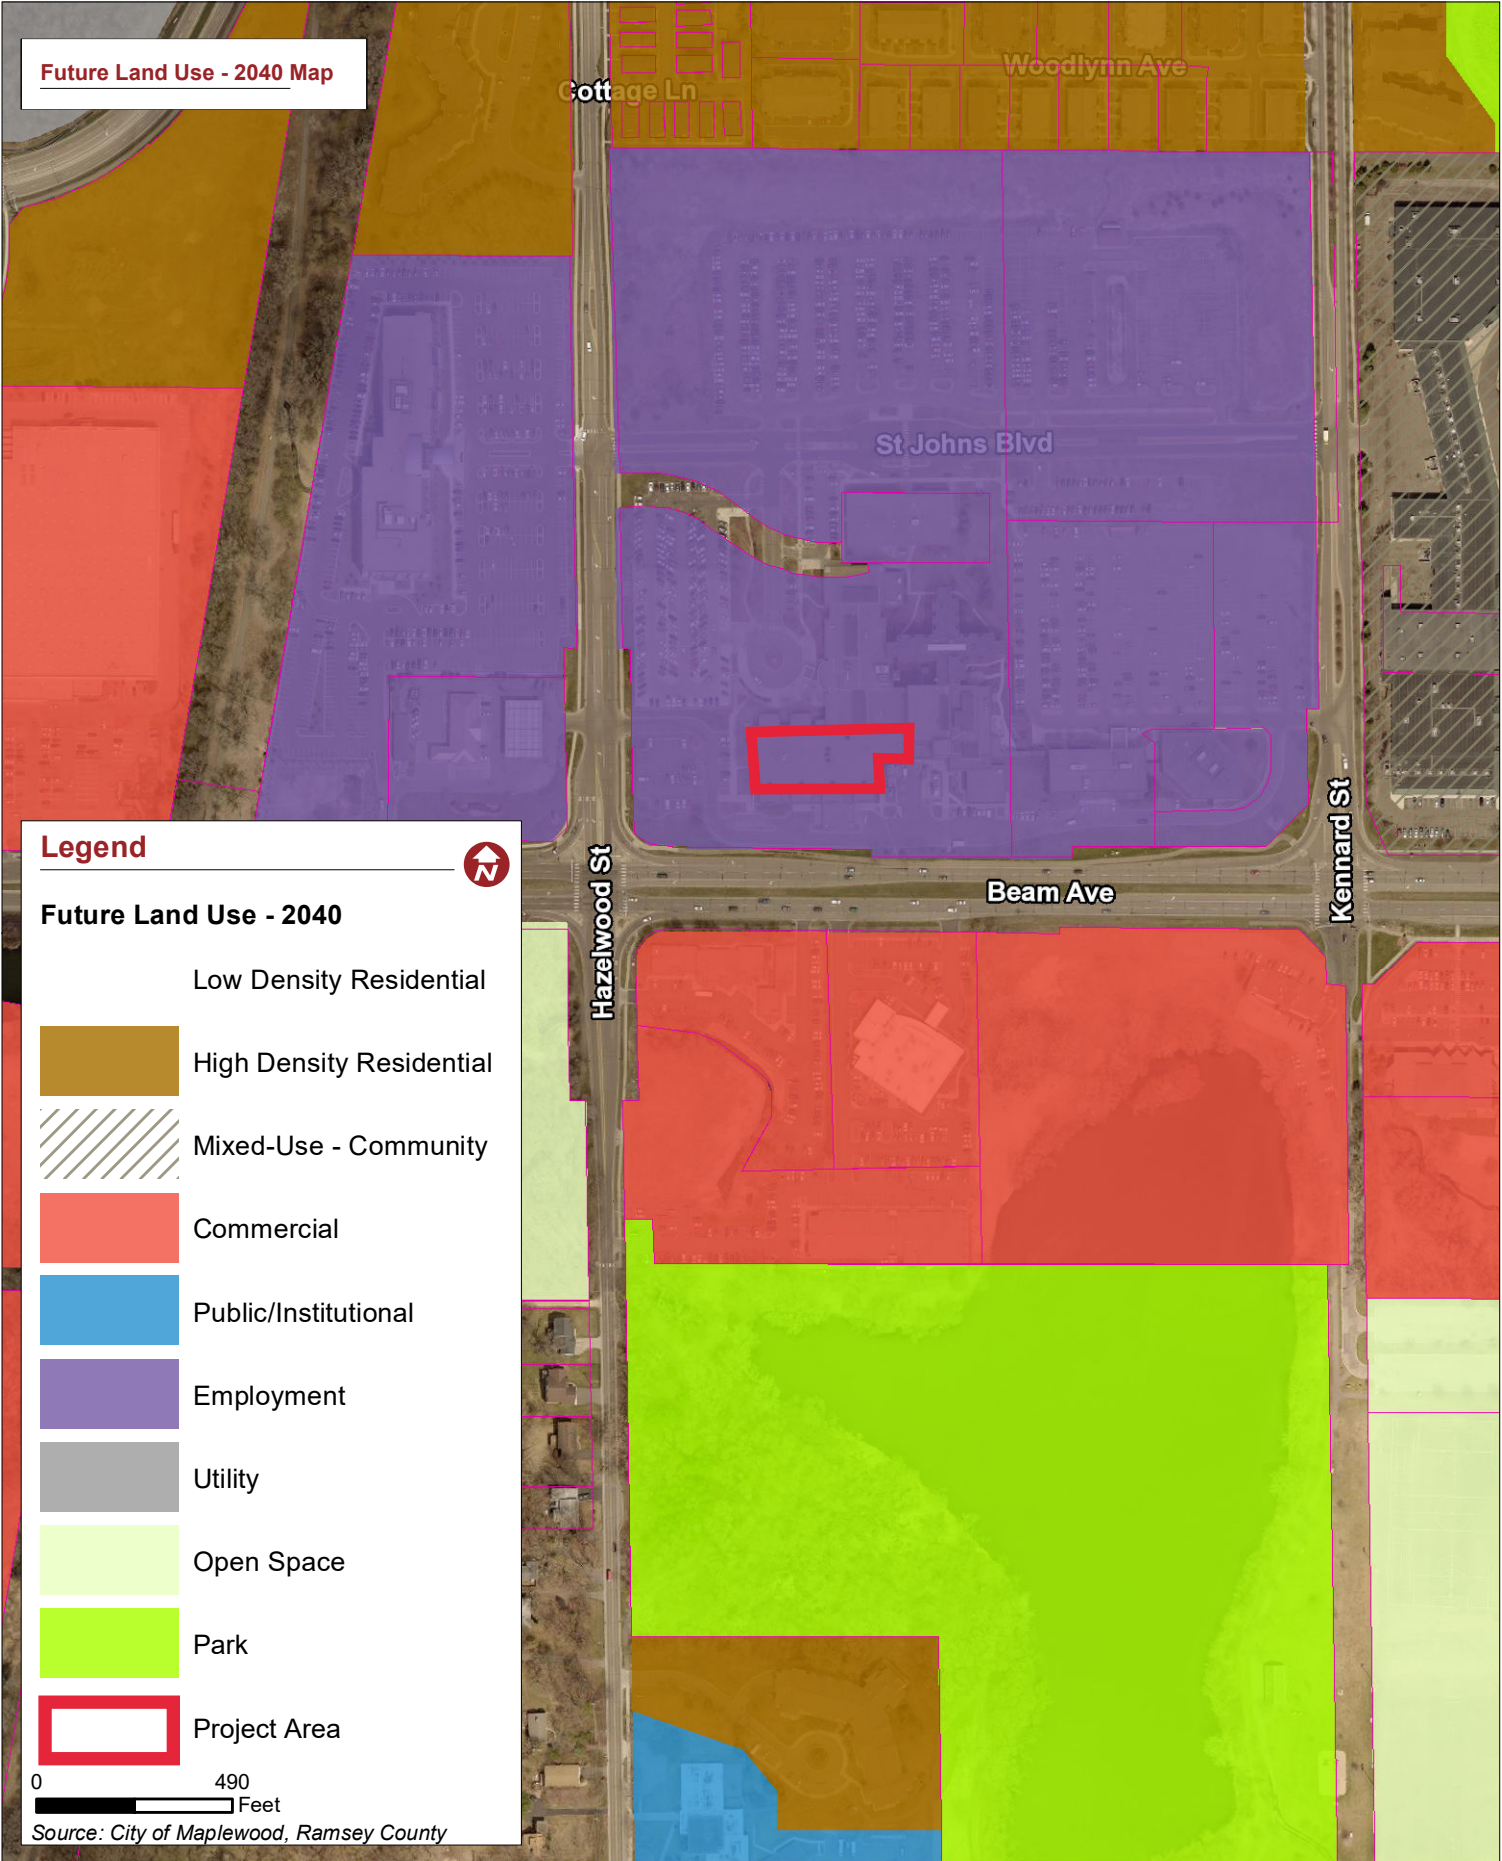 Future Land Use - 2040 Map
Woodlynn Ave
Cottage Ln
St Johns Blvd
Kennard St
Hazelwood St
Beam Ave
Legend
N
Future Land Use - 2040
Low Density Residential
High Density Residential
Mixed-Use - Community
Commercial
Public/Institutional
Employment
Utility
Open Space
Park
Project Area
0 490
Feet
Source: City of Maplewood, Ramsey County